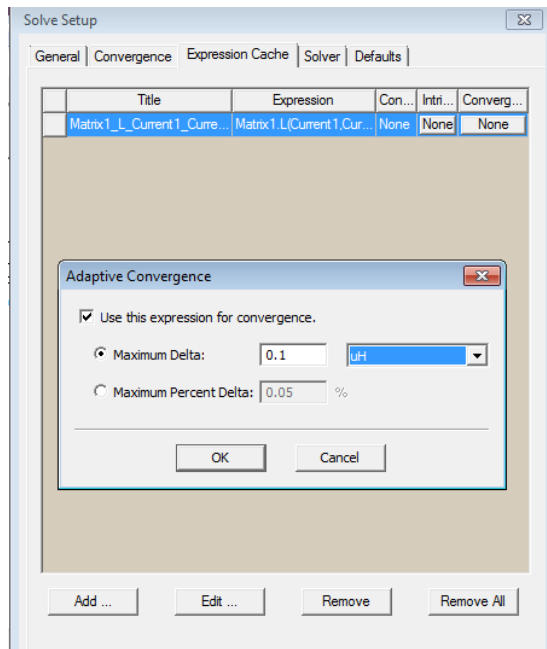 Solve Setup
General Convergence Expression Cache Solver Defaults
Title Expression Con... Intri... Converg...
Matrix1_L_Current1_Curre... Matrix1.L(Current1,Cur... None None None
Adaptive Convergence
Use this expression for convergence.
Maximum Delta: 0.1 uH
Maximum Percent Delta: 0.05 %
OK Cancel
Add ... Edit ... Remove Remove All